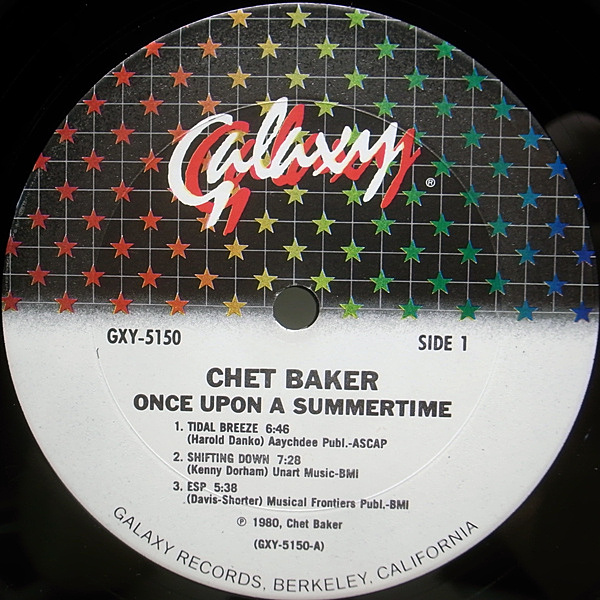 Galaxy®
GXY-5150
SIDE 1
CHET BAKER
ONCE UPON A SUMMERTIME
1. TIDAL BREEZE 6:46
(Harold Danko) Aaychdee Publ.-ASCAP
2. SHIFTING DOWN 7:28
(Kenny Dorham) Unart Music-BMI
3. ESP 5:38
(Davis-Shorter) Musical Frontiers Publ.-BMI
℗ 1980, Chet Baker
(GXY-5150-A)
GALAXY RECORDS, BERKELEY, CALIFORNIA